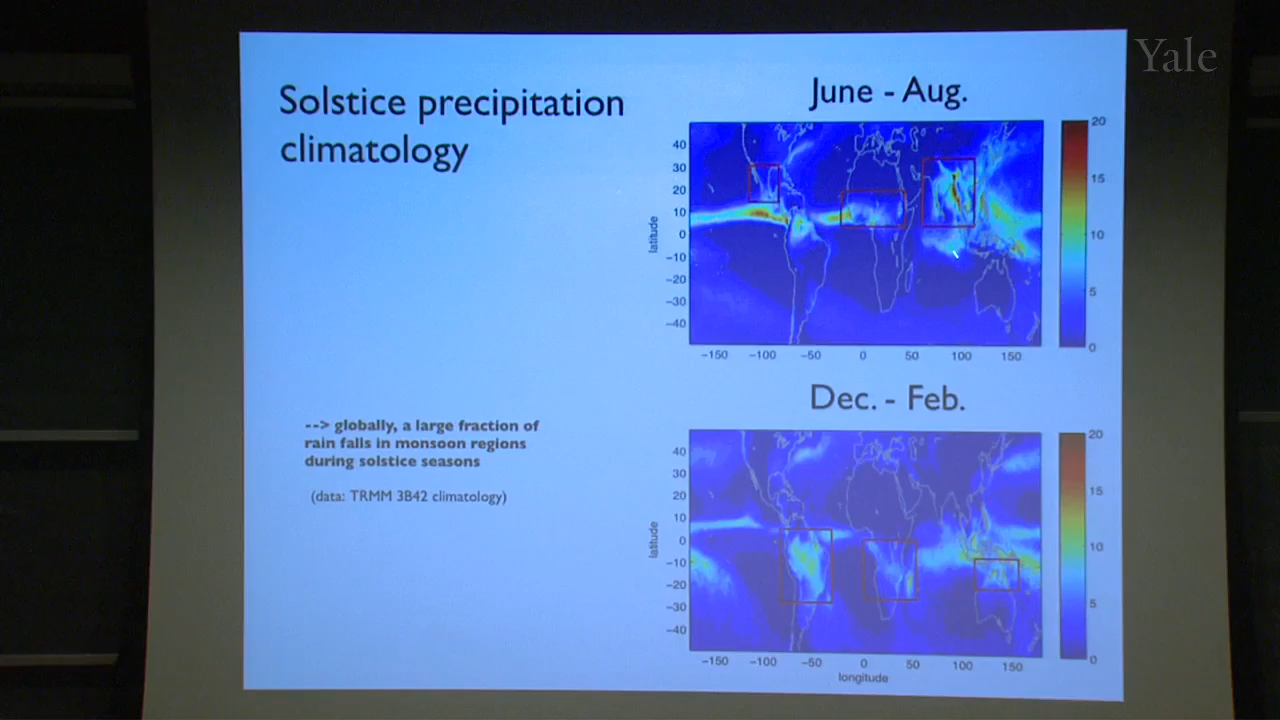 Yale
Solstice precipitation
climatology
--> globally, a large fraction of
rain falls in monsoon regions
during solstice seasons
(data: TRMM 3B42 climatology)
June - Aug.
latitude
40
30
20
10
0
−10
−20
−30
−40
−150 −100 −50 0 50 100 150
20
15
10
5
0
Dec. - Feb.
latitude
40
30
20
10
0
−10
−20
−30
−40
−150 −100 −50 0 50 100 150
longitude
20
15
10
5
0